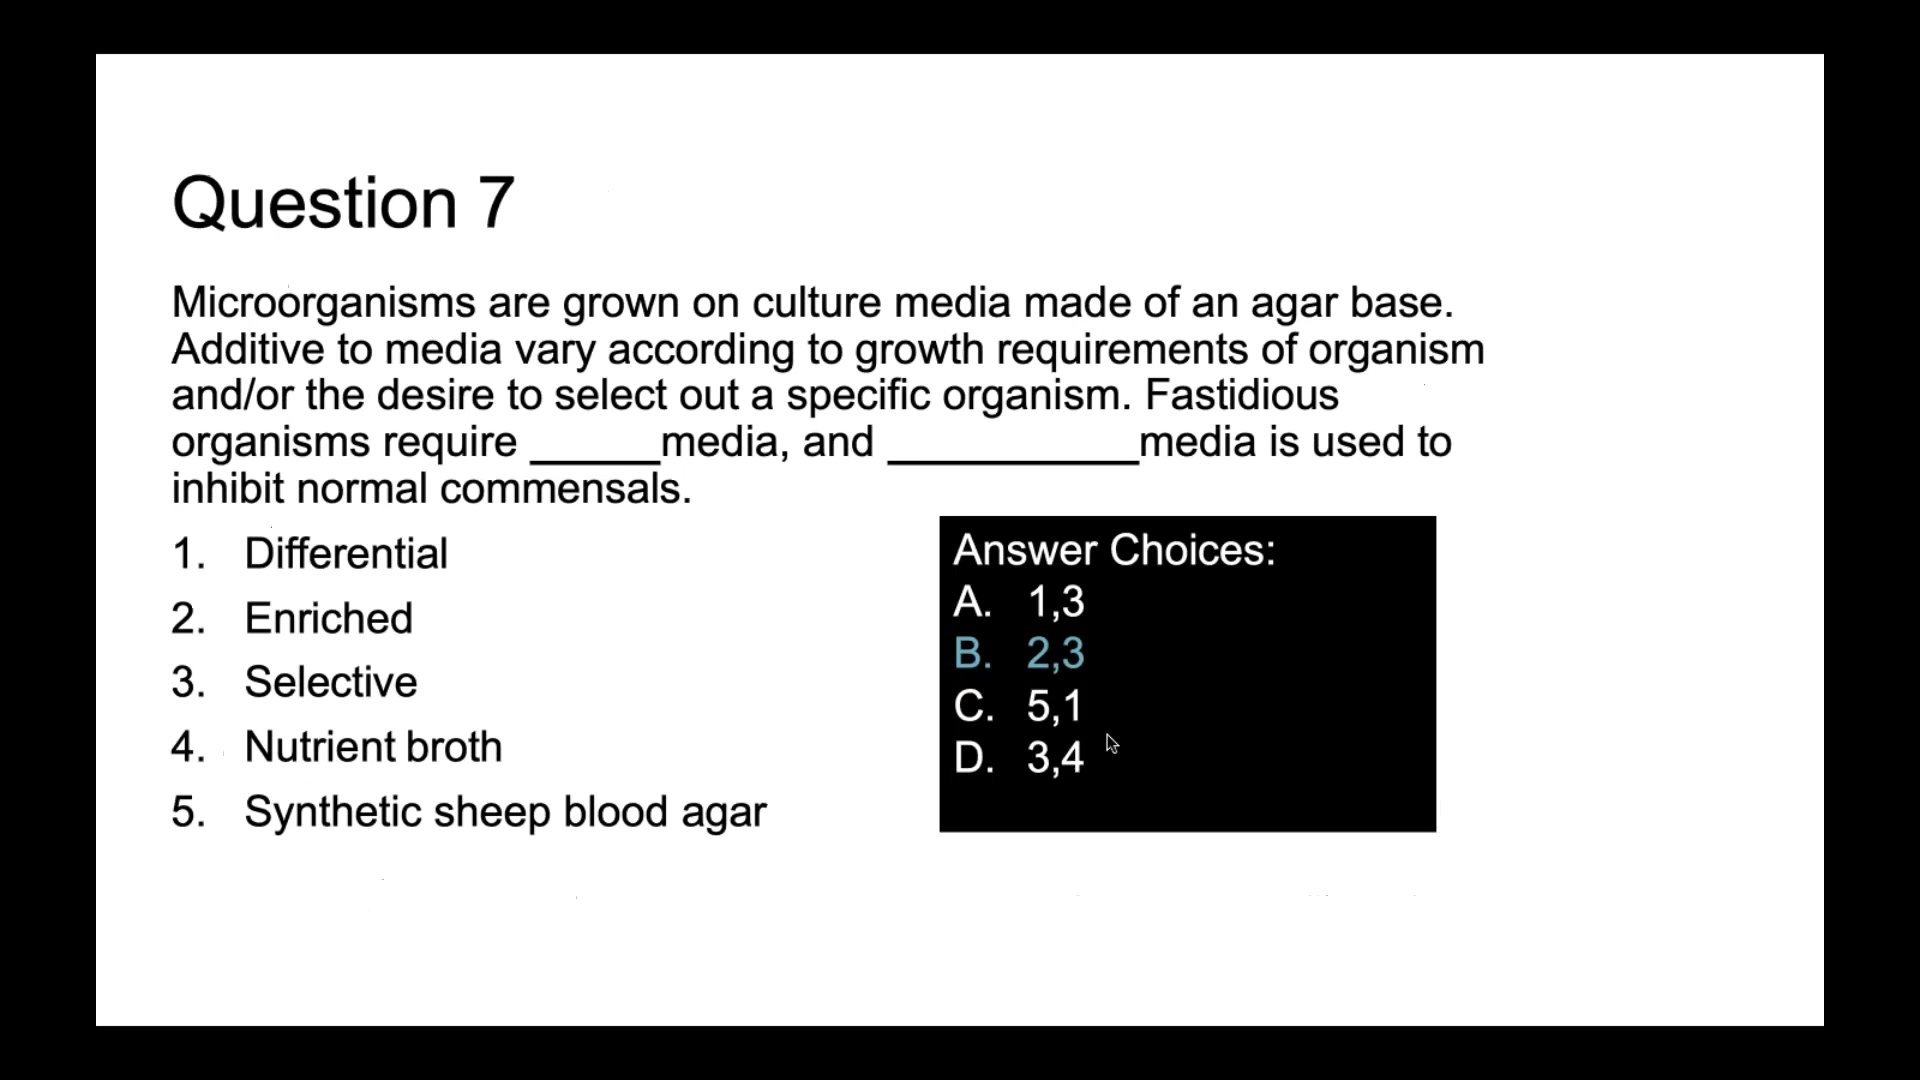 Question 7
Microorganisms are grown on culture media made of an agar base.
Additive to media vary according to growth requirements of organism
and/or the desire to select out a specific organism. Fastidious
organisms require ______media, and ____________media is used to
inhibit normal commensals.
1. Differential
2. Enriched
3. Selective
4. Nutrient broth
5. Synthetic sheep blood agar
Answer Choices:
A. 1,3
B. 2,3
C. 5,1
D. 3,4